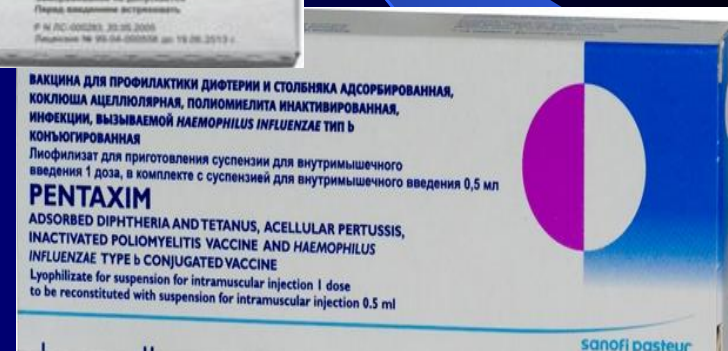 Перед введением встряхивать
ВАКЦИНА ДЛЯ ПРОФИЛАКТИКИ ДИФТЕРИИ И СТОЛБНЯКА АДСОРБИРОВАННАЯ,
КОКЛЮША АЦЕЛЛЮЛЯРНАЯ, ПОЛИОМИЕЛИТА ИНАКТИВИРОВАННАЯ,
ИНФЕКЦИИ, ВЫЗЫВАЕМОЙ HAEMOPHILUS INFLUENZAE ТИП b
КОНЪЮГИРОВАННАЯ
Лиофилизат для приготовления суспензии для внутримышечного
введения 1 доза, в комплекте с суспензией для внутримышечного введения 0,5 мл
PENTAXIM
ADSORBED DIPHTHERIA AND TETANUS, ACELLULAR PERTUSSIS,
INACTIVATED POLIOMYELITIS VACCINE AND HAEMOPHILUS
INFLUENZAE TYPE b CONJUGATED VACCINE
Lyophilizate for suspension for intramuscular injection 1 dose
to be reconstituted with suspension for intramuscular injection 0.5 ml
sanofi pasteur